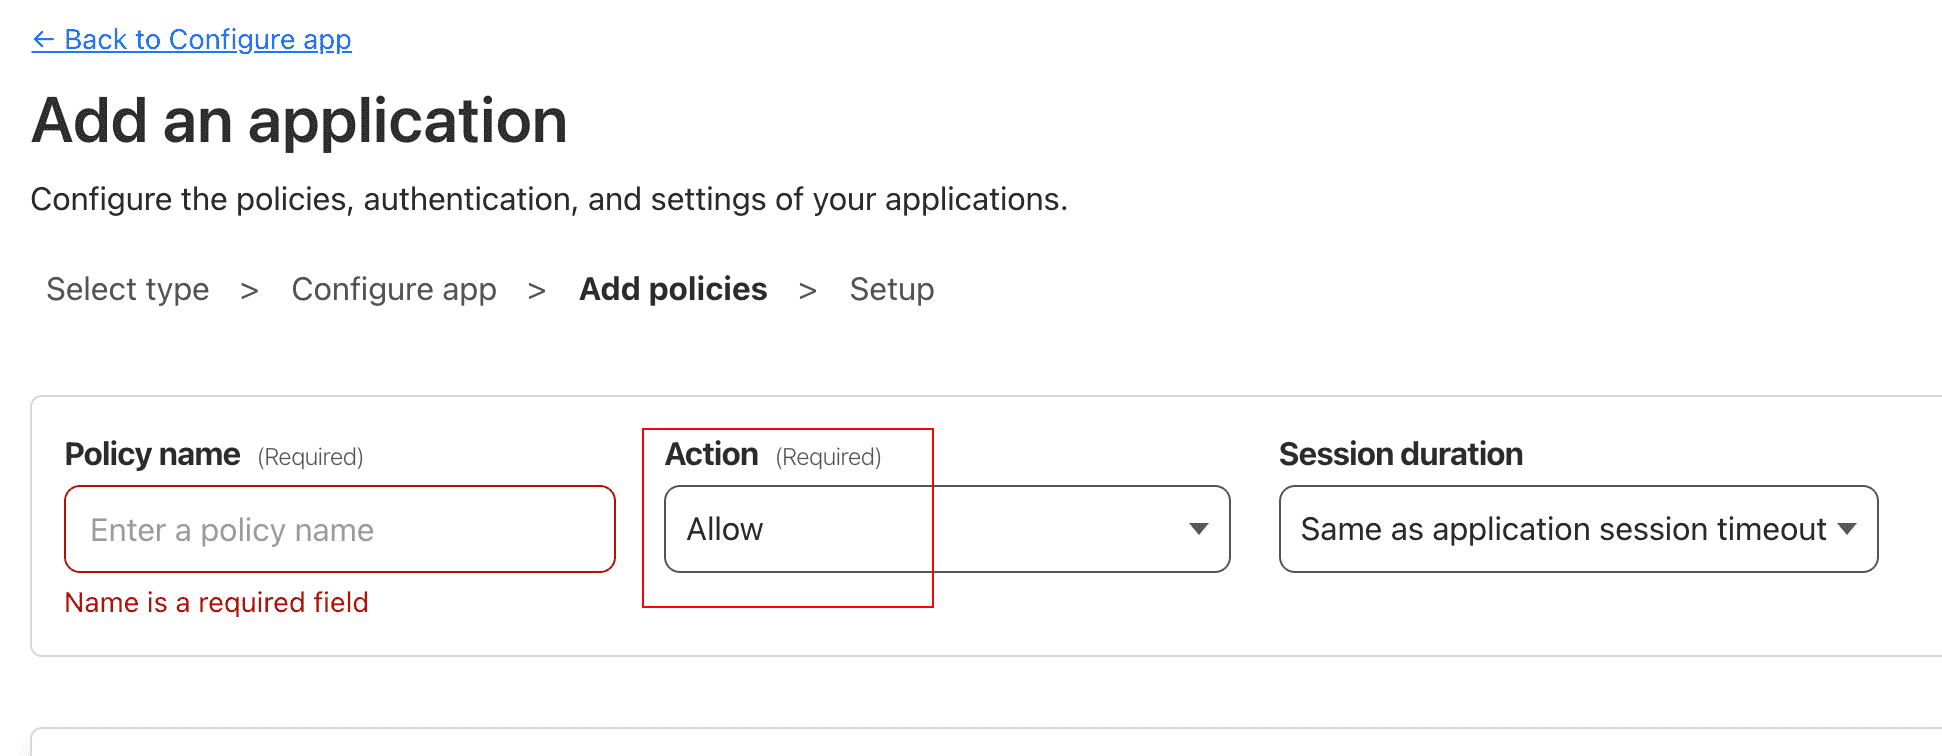 ← Back to Configure app
Add an application
Configure the policies, authentication, and settings of your applications.
Select type > Configure app > Add policies > Setup
Policy name (Required) Action (Required) Session duration
Enter a policy name Allow Same as application session timeout
Name is a required field